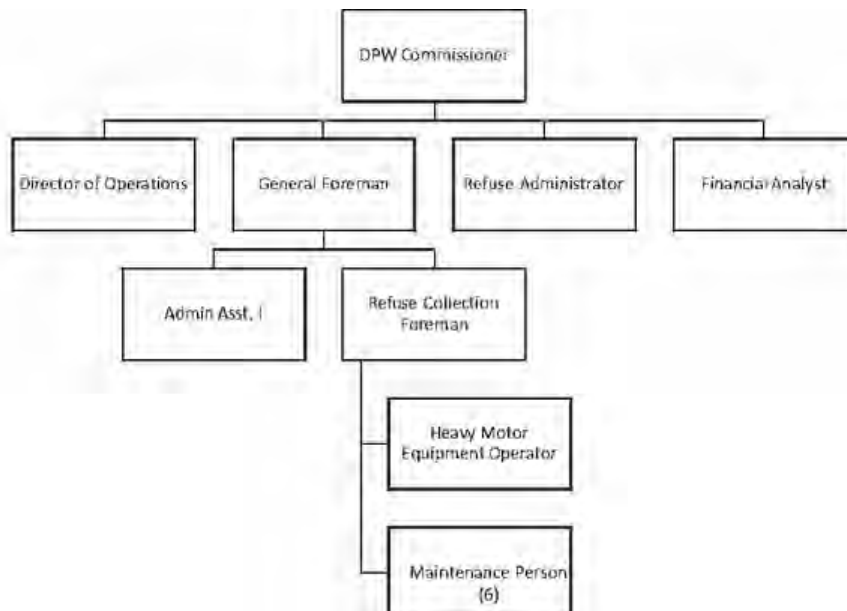 DPW Commissioner
Director of Operations
General Foreman
Refuse Administrator
Financial Analyst
Admin Asst. I
Refuse Collection
Foreman
Heavy Motor
Equipment Operator
Maintenance Person
(6)